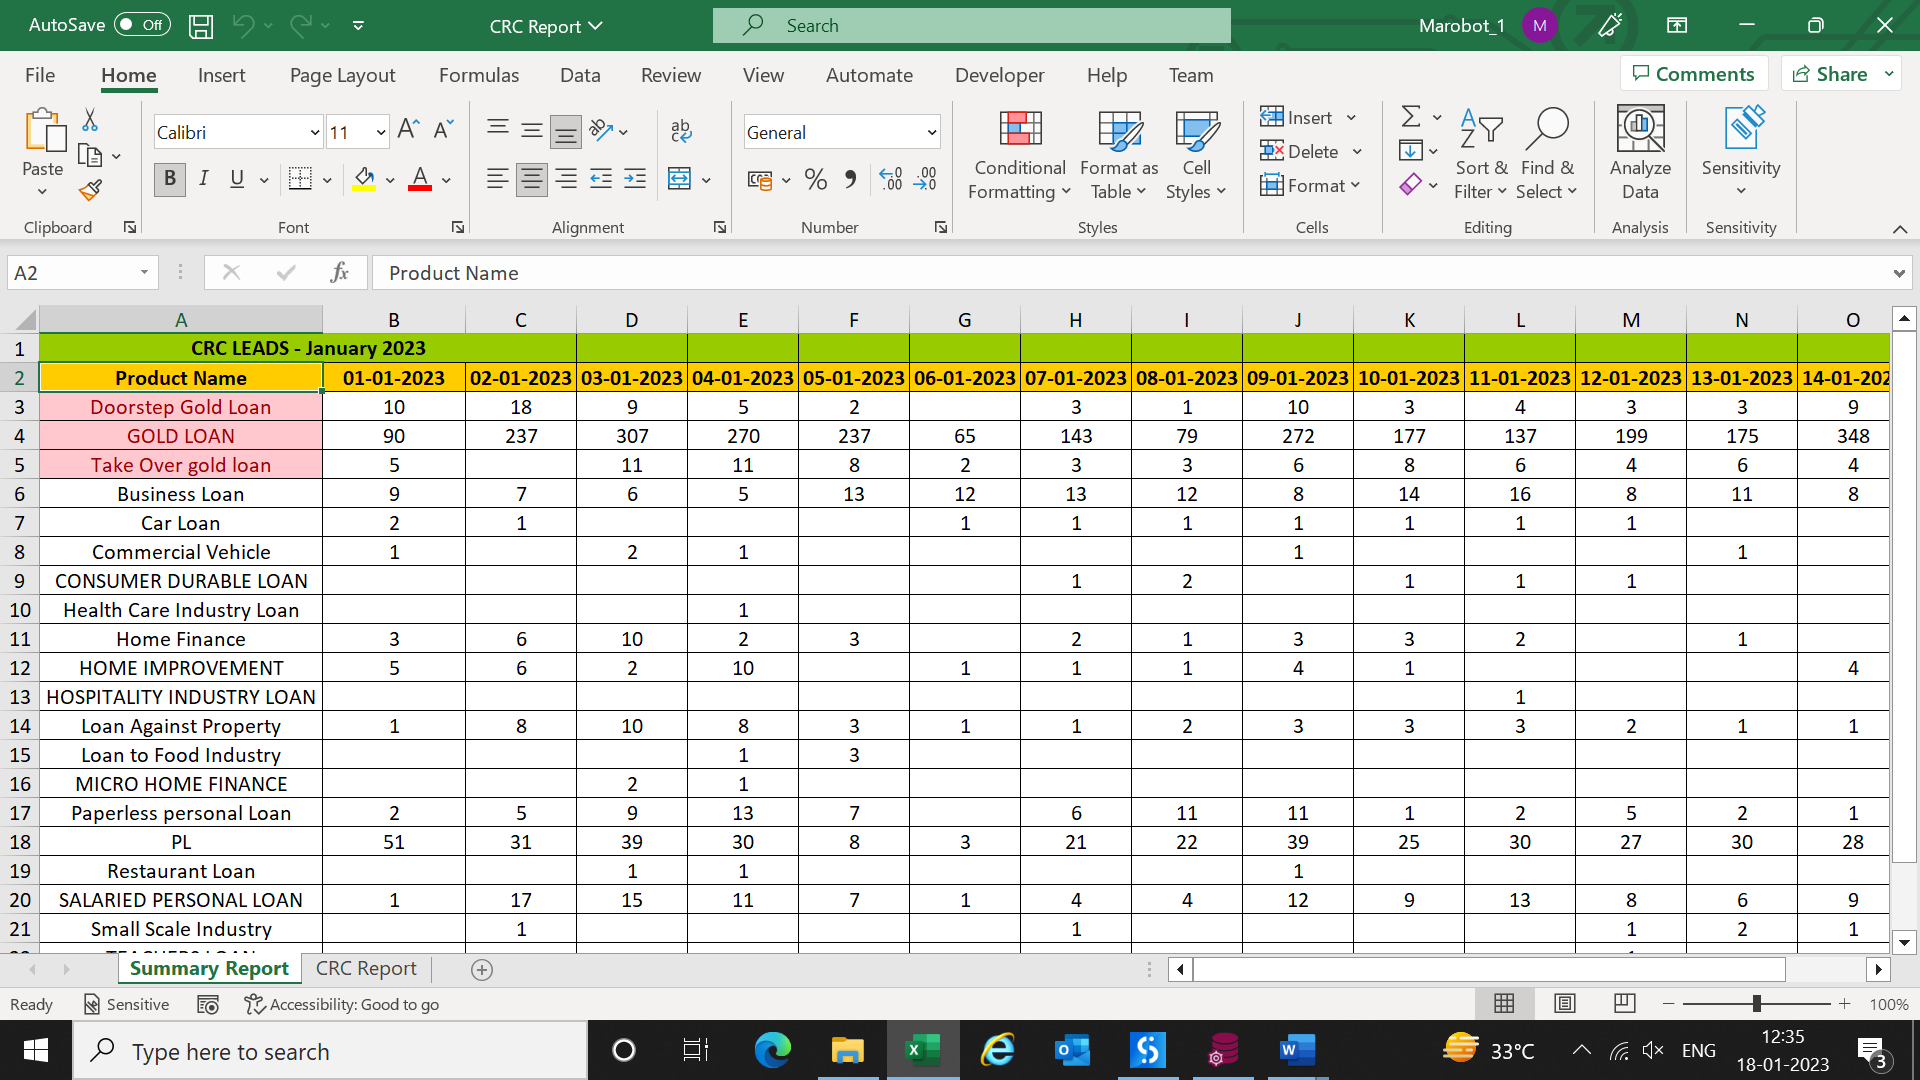 AutoSave Off CRC Report Search Marobot_1 M
File Home Insert Page Layout Formulas Data Review View Automate Developer Help Team Comments Share
Paste Calibri 11 General Conditional Formatting Format as Table Cell Styles Insert Delete Format Sort & Filter Find & Select Analyze Data Sensitivity
Clipboard Font Alignment Number Styles Cells Editing Analysis Sensitivity
A2 fx Product Name
A B C D E F G H I J K L M N O
1 CRC LEADS - January 2023
2 Product Name 01-01-2023 02-01-2023 03-01-2023 04-01-2023 05-01-2023 06-01-2023 07-01-2023 08-01-2023 09-01-2023 10-01-2023 11-01-2023 12-01-2023 13-01-2023 14-01-202
3 Doorstep Gold Loan 10 18 9 5 2 3 1 10 3 4 3 3 9
4 GOLD LOAN 90 237 307 270 237 65 143 79 272 177 137 199 175 348
5 Take Over gold loan 5 11 11 8 2 3 3 6 8 6 4 6 4
6 Business Loan 9 7 6 5 13 12 13 12 8 14 16 8 11 8
7 Car Loan 2 1 1 1 1 1 1 1 1
8 Commercial Vehicle 1 2 1 1 1
9 CONSUMER DURABLE LOAN 1 2 1 1 1
10 Health Care Industry Loan 1
11 Home Finance 3 6 10 2 3 2 1 3 3 2 1
12 HOME IMPROVEMENT 5 6 2 10 1 1 1 4 1 4
13 HOSPITALITY INDUSTRY LOAN 1
14 Loan Against Property 1 8 10 8 3 1 1 2 3 3 3 2 1 1
15 Loan to Food Industry 1 3
16 MICRO HOME FINANCE 2 1
17 Paperless personal Loan 2 5 9 13 7 6 11 11 1 2 5 2 1
18 PL 51 31 39 30 8 3 21 22 39 25 30 27 30 28
19 Restaurant Loan 1 1 1
20 SALARIED PERSONAL LOAN 1 17 15 11 7 1 4 4 12 9 13 8 6 9
21 Small Scale Industry 1 1 1 2 1
Summary Report CRC Report
Ready Sensitive Accessibility: Good to go 100%
Type here to search 33°C ENG 12:35
18-01-2023 3